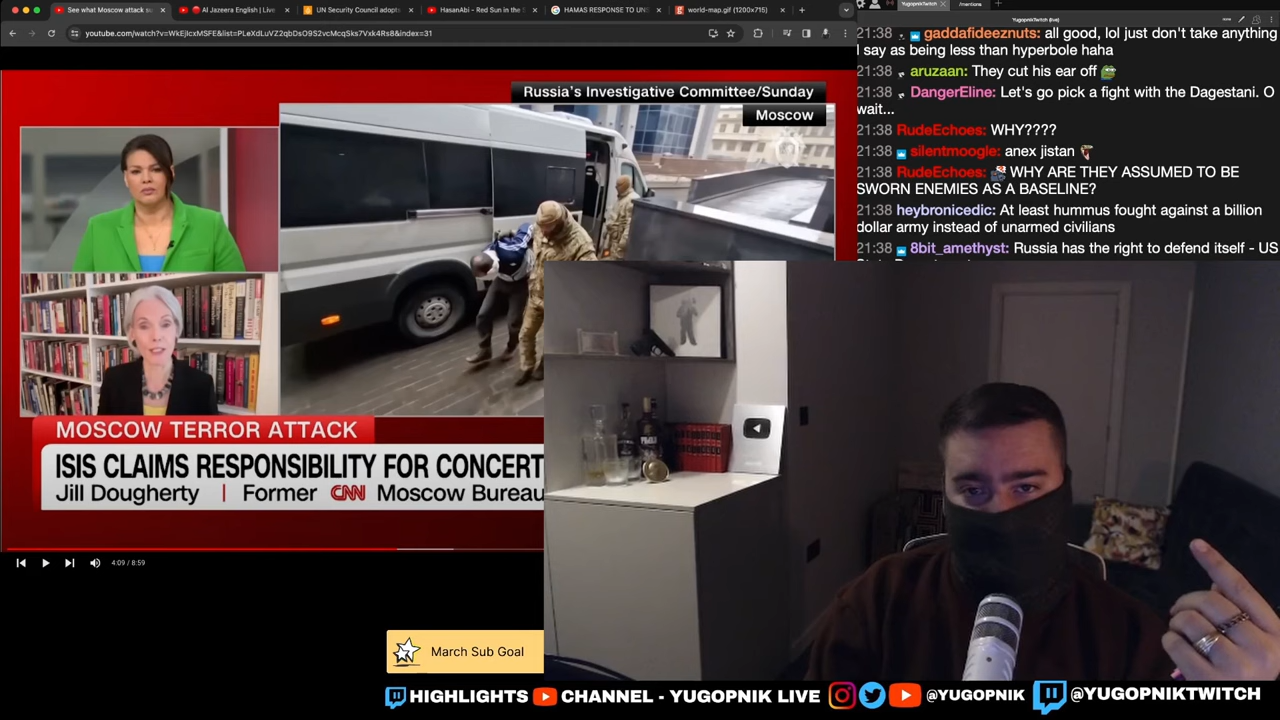 See what Moscow attack su
Al Jazeera English | Live
UN Security Council adopt
HasanAbi - Red Sun in the S
HAMAS RESPONSE TO UNS
world-map.gif (1200×715)
youtube.com/watch?v=WkEjIcxMSFE&list=PLeXdLuVZ2qbDsO9S2vcMcqSks7Vxk4Rs8&index=31
YugopnikTwitch
/mentions
YugopnikTwitch (live)
21:38 gaddafideeznuts: all good, lol just don't take anything
I say as being less than hyperbole haha
21:38 aruzaan: They cut his ear off
21:38 DangerEline: Let's go pick a fight with the Dagestani. O
wait...
21:38 RudeEchoes: WHY????
21:38 silentmoogle: anex jistan
21:38 RudeEchoes: WHY ARE THEY ASSUMED TO BE
SWORN ENEMIES AS A BASELINE?
21:38 heybronicedic: At least hummus fought against a billion
dollar army instead of unarmed civilians
21:38 8bit_amethyst: Russia has the right to defend itself - US
Russia's Investigative Committee/Sunday
Moscow
MOSCOW TERROR ATTACK
ISIS CLAIMS RESPONSIBILITY FOR CONCERT
Jill Dougherty | Former CNN Moscow Bureau
4:09 / 8:59
March Sub Goal
HIGHLIGHTS CHANNEL - YUGOPNIK LIVE @YUGOPNIK @YUGOPNIKTWITCH